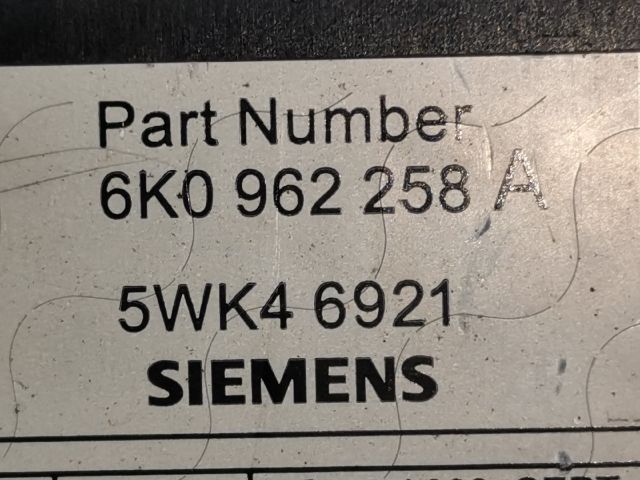 Part Number
6K0 962 258 A
5WK4 6921
SIEMENS